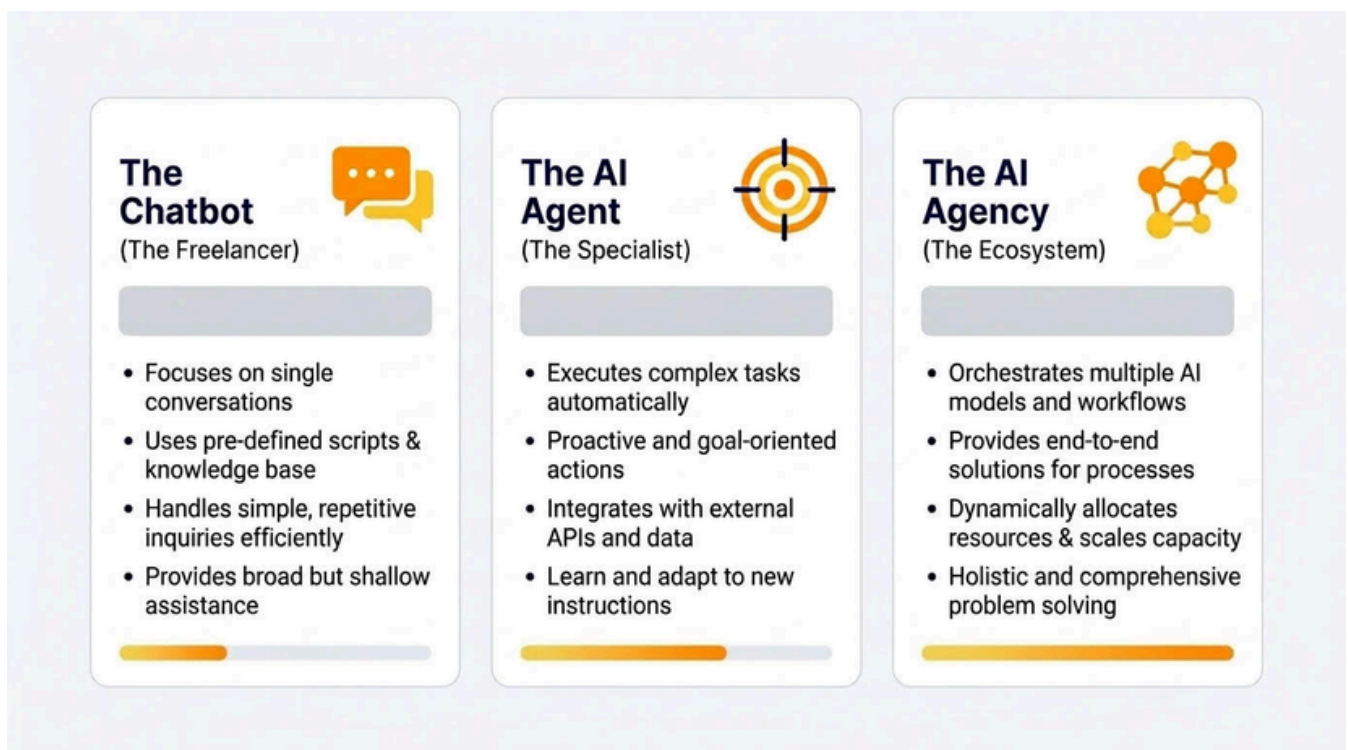 The
Chatbot
(The Freelancer)
• Focuses on single
conversations
• Uses pre-defined scripts &
knowledge base
• Handles simple, repetitive
inquiries efficiently
• Provides broad but shallow
assistance
The AI
Agent
(The Specialist)
• Executes complex tasks
automatically
• Proactive and goal-oriented
actions
• Integrates with external
APIs and data
• Learn and adapt to new
instructions
The AI
Agency
(The Ecosystem)
• Orchestrates multiple AI
models and workflows
• Provides end-to-end
solutions for processes
• Dynamically allocates
resources & scales capacity
• Holistic and comprehensive
problem solving